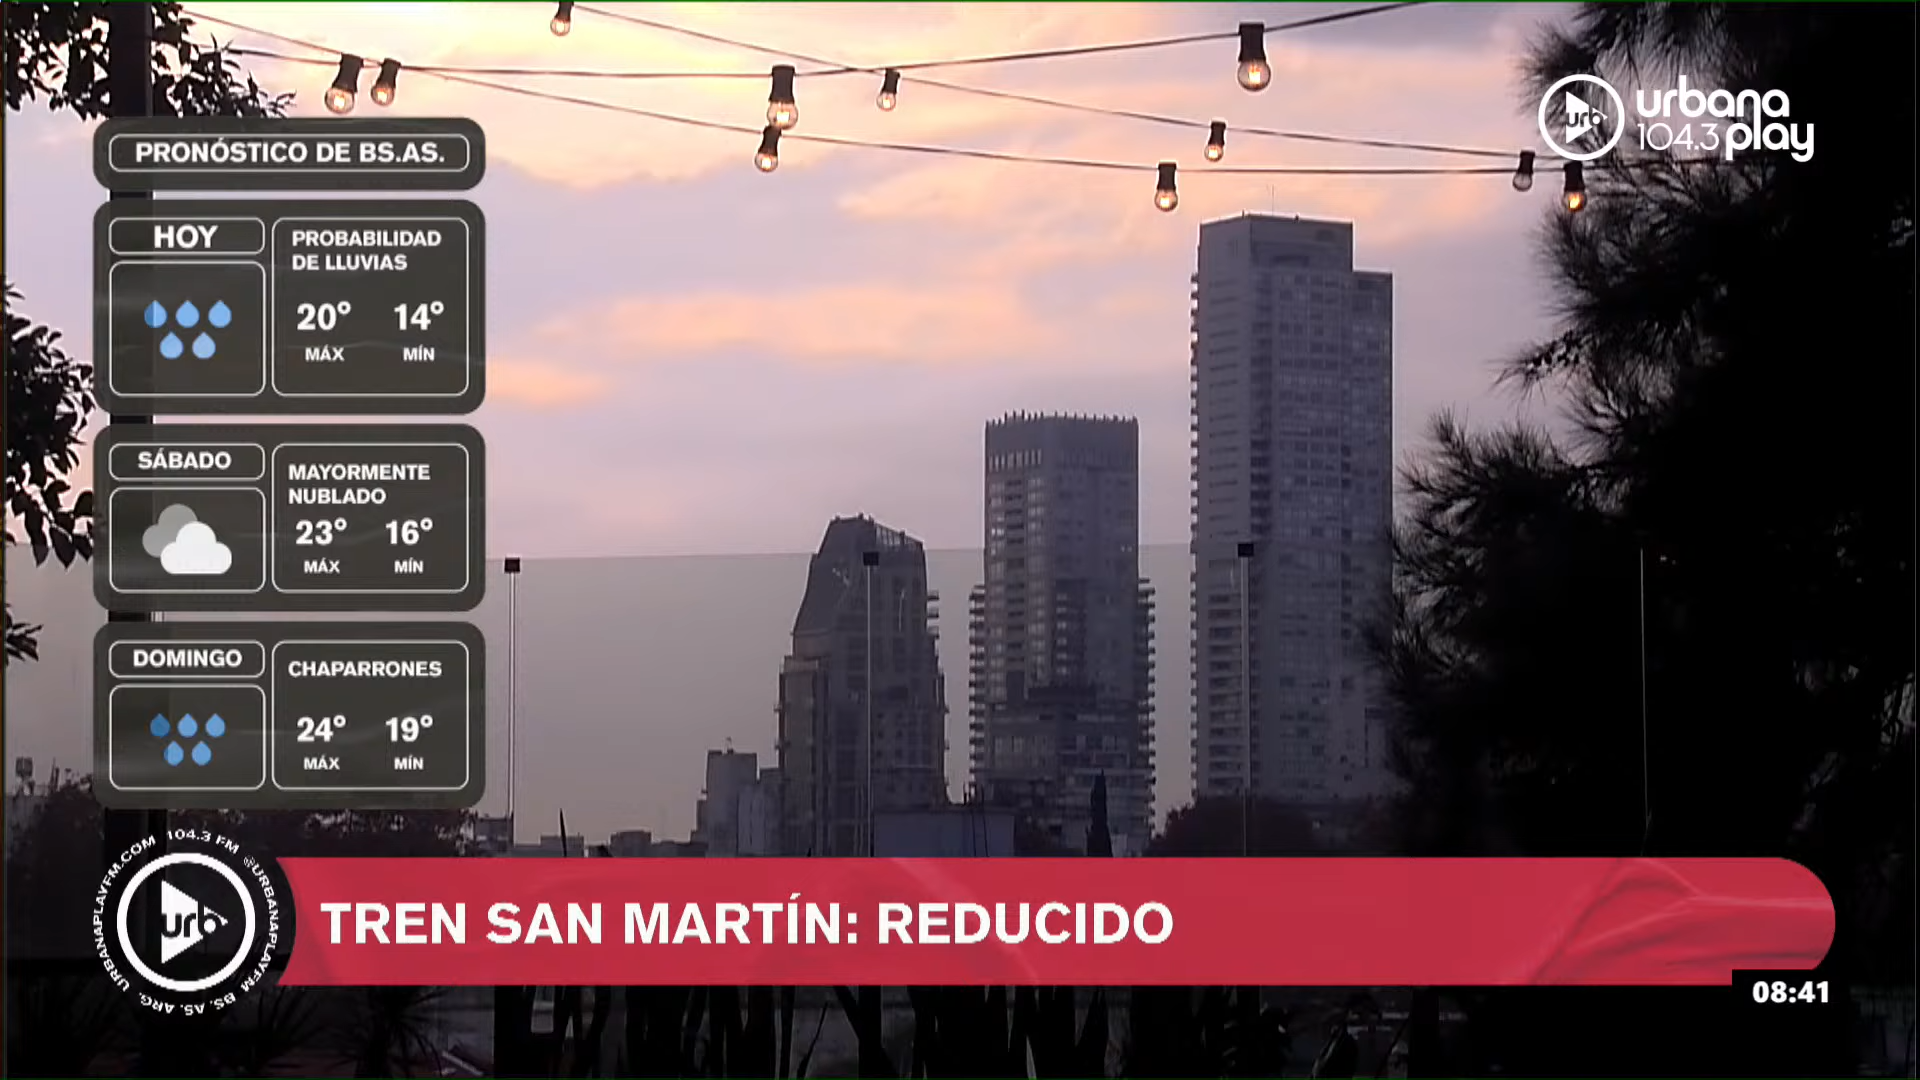 PRONÓSTICO DE BS.AS.
HOY
PROBABILIDAD
DE LLUVIAS
20° 14°
MÁX MÍN
SÁBADO
MAYORMENTE
NUBLADO
23° 16°
MÁX MÍN
DOMINGO
CHAPARRONES
24° 19°
MÁX MÍN
urb
urbana
104.3 play
URBANAPLAYFM.COM 104.3 FM @URBANAPLAYFM BS. AS. ARG.
urb
TREN SAN MARTÍN: REDUCIDO
08:41